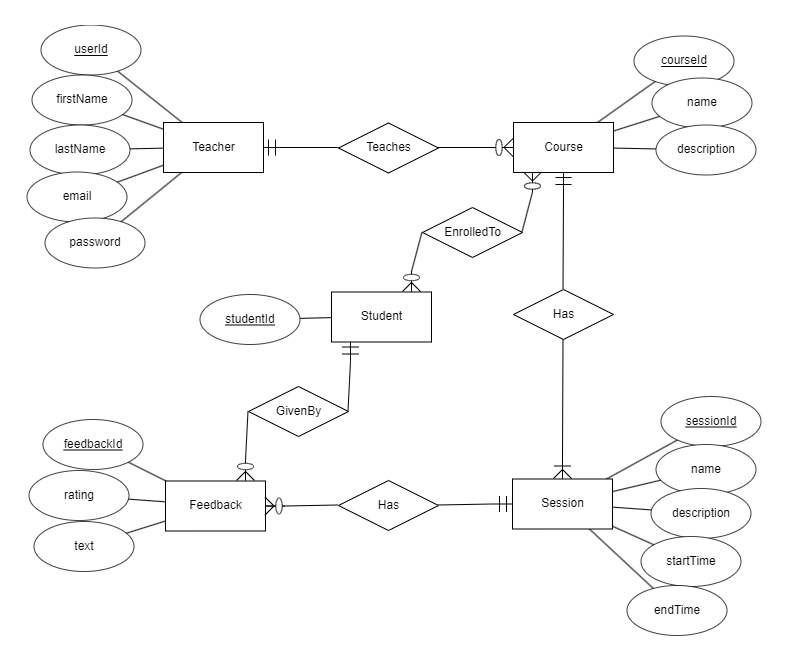 userId
firstName
lastName
email
password
Teacher
Teaches
Course
courseId
name
description
EnrolledTo
studentId
Student
Has
GivenBy
feedbackId
rating
text
Feedback
Has
Session
sessionId
name
description
startTime
endTime